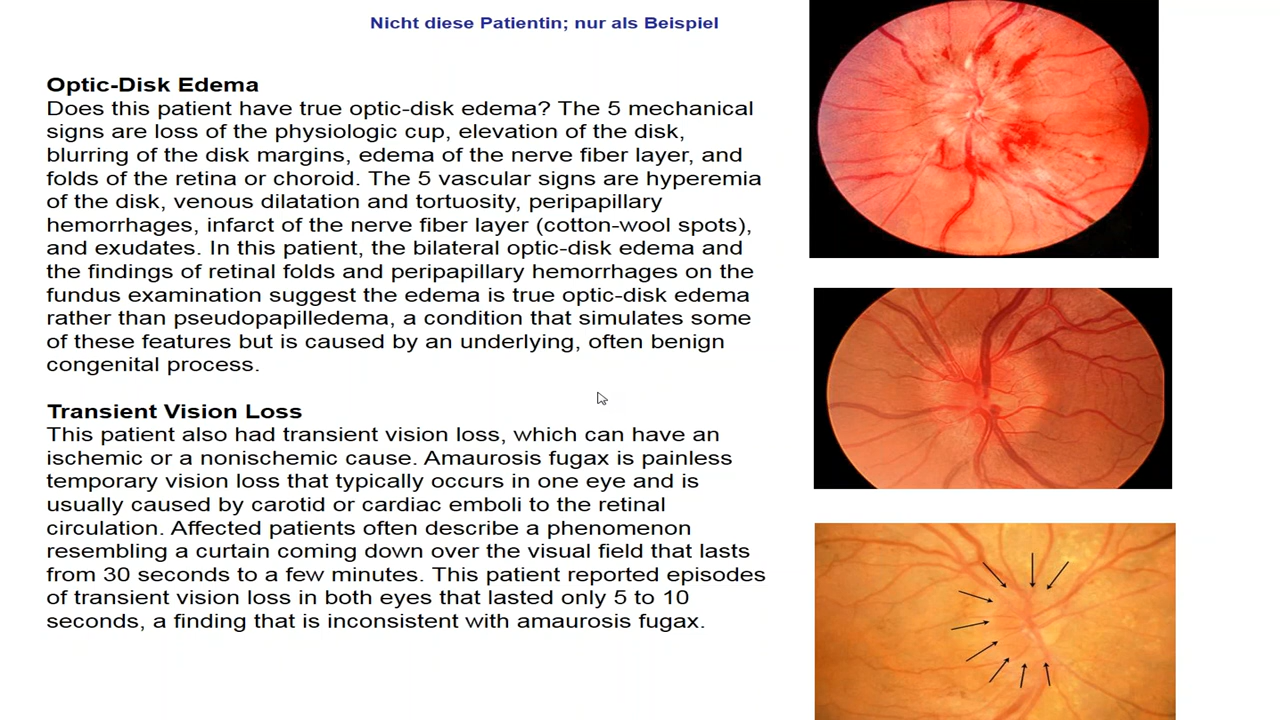 Nicht diese Patientin; nur als Beispiel
Optic-Disk Edema
Does this patient have true optic-disk edema? The 5 mechanical
signs are loss of the physiologic cup, elevation of the disk,
blurring of the disk margins, edema of the nerve fiber layer, and
folds of the retina or choroid. The 5 vascular signs are hyperemia
of the disk, venous dilatation and tortuosity, peripapillary
hemorrhages, infarct of the nerve fiber layer (cotton-wool spots),
and exudates. In this patient, the bilateral optic-disk edema and
the findings of retinal folds and peripapillary hemorrhages on the
fundus examination suggest the edema is true optic-disk edema
rather than pseudopapilledema, a condition that simulates some
of these features but is caused by an underlying, often benign
congenital process.
Transient Vision Loss
This patient also had transient vision loss, which can have an
ischemic or a nonischemic cause. Amaurosis fugax is painless
temporary vision loss that typically occurs in one eye and is
usually caused by carotid or cardiac emboli to the retinal
circulation. Affected patients often describe a phenomenon
resembling a curtain coming down over the visual field that lasts
from 30 seconds to a few minutes. This patient reported episodes
of transient vision loss in both eyes that lasted only 5 to 10
seconds, a finding that is inconsistent with amaurosis fugax.